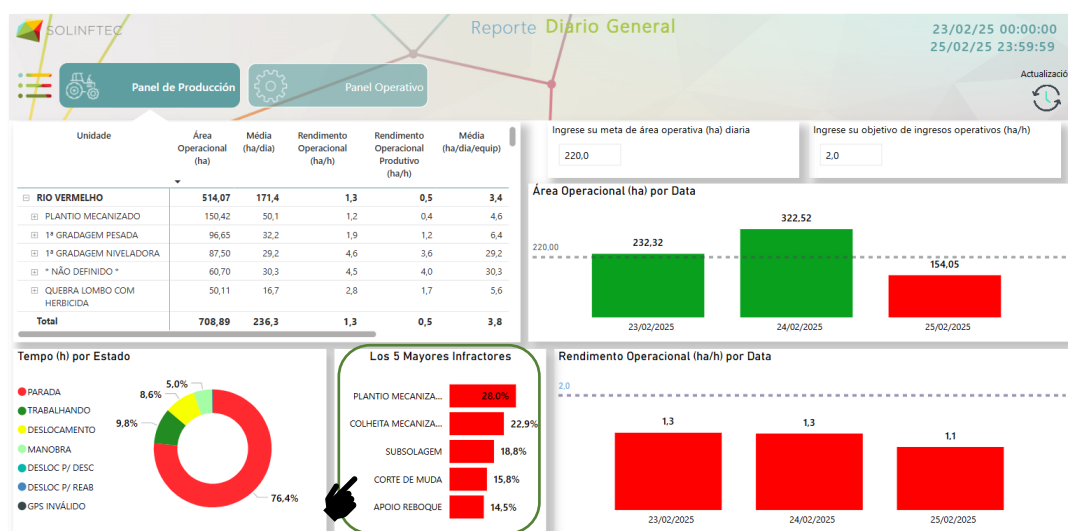 SOLINFTEC
Reporte Diario General
23/02/25 00:00:00
25/02/25 23:59:59
Panel de Producción
Panel Operativo
Actualizació
Unidade
Área Operacional (ha)
Média (ha/dia)
Rendimento Operacional (ha/h)
Rendimento Operacional Produtivo (ha/h)
Média (ha/dia/equip)
RIO VERMELHO 514,07 171,4 1,3 0,5 3,4
PLANTIO MECANIZADO 150,42 50,1 1,2 0,4 4,6
1ª GRADAGEM PESADA 96,65 32,2 1,9 1,2 6,4
1ª GRADAGEM NIVELADORA 87,50 29,2 4,6 3,6 29,2
* NÃO DEFINIDO * 60,70 30,3 4,5 4,0 30,3
QUEBRA LOMBO COM HERBICIDA 50,11 16,7 2,8 1,7 5,6
Total 708,89 236,3 1,3 0,5 3,8
Ingrese su meta de área operativa (ha) diaria
220,0
Ingrese su objetivo de ingresos operativos (ha/h)
2,0
Área Operacional (ha) por Data
220,00
232,32
322,52
154,05
23/02/2025
24/02/2025
25/02/2025
Tempo (h) por Estado
PARADA
TRABALHANDO
DESLOCAMENTO
MANOBRA
DESLOC P/ DESC
DESLOC P/ REAB
GPS INVÁLIDO
5,0%
8,6%
9,8%
76,4%
Los 5 Mayores Infractores
PLANTIO MECANIZA... 28,0%
COLHEITA MECANIZA... 22,9%
SUBSOLAGEM 18,8%
CORTE DE MUDA 15,8%
APOIO REBOQUE 14,5%
Rendimento Operacional (ha/h) por Data
2.0
1,3
1,3
1,1
23/02/2025
24/02/2025
25/02/2025